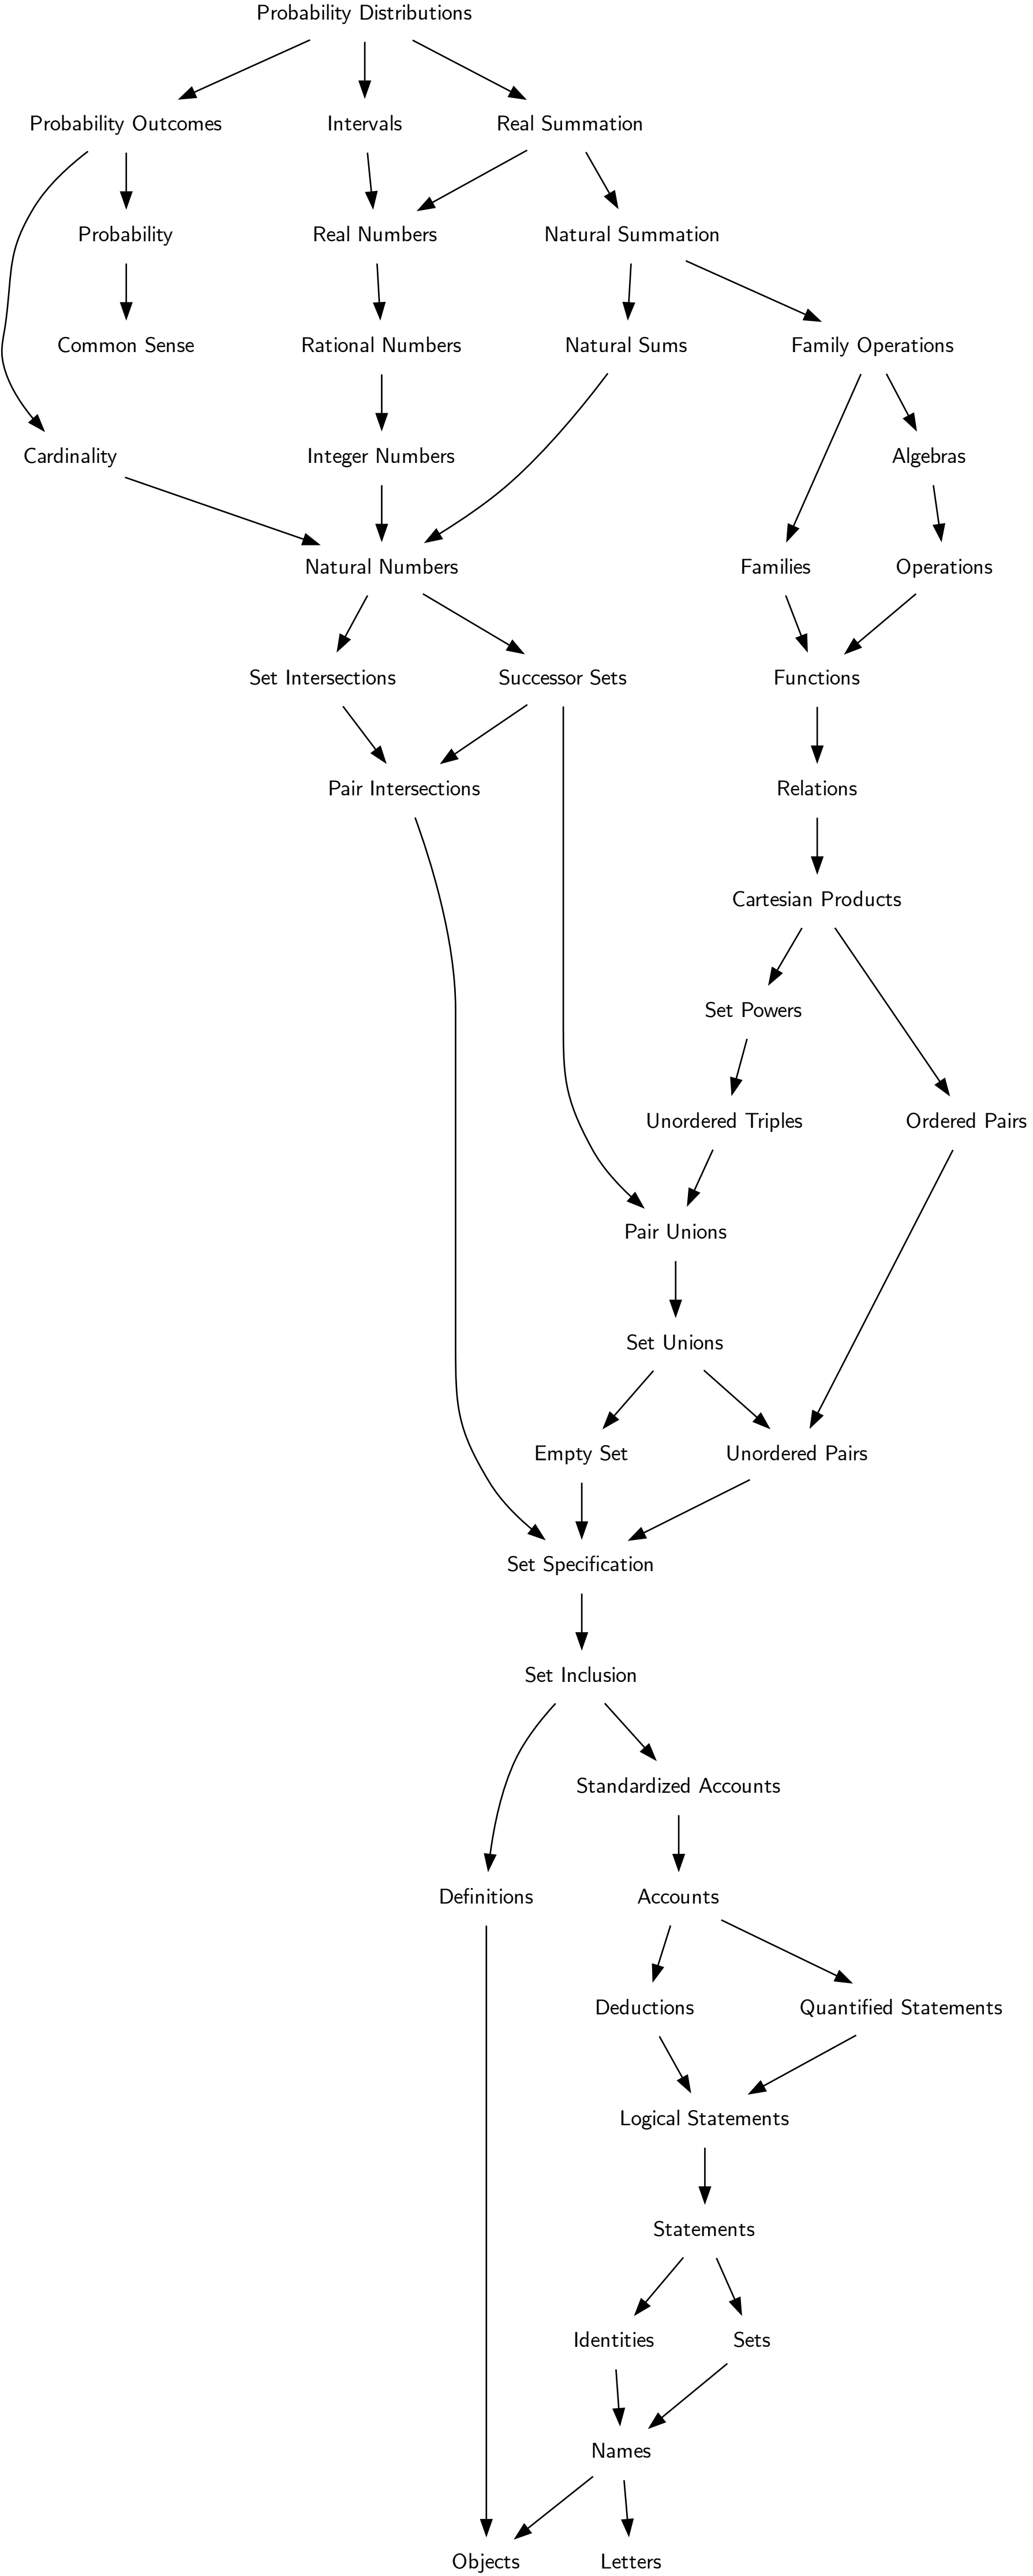 Probability Distributions
Probability Outcomes
Intervals
Real Summation
Probability
Real Numbers
Natural Summation
Common Sense
Rational Numbers
Natural Sums
Family Operations
Cardinality
Integer Numbers
Algebras
Natural Numbers
Families
Operations
Set Intersections
Successor Sets
Functions
Pair Intersections
Relations
Cartesian Products
Set Powers
Unordered Triples
Ordered Pairs
Pair Unions
Set Unions
Empty Set
Unordered Pairs
Set Specification
Set Inclusion
Standardized Accounts
Definitions
Accounts
Deductions
Quantified Statements
Logical Statements
Statements
Identities
Sets
Names
Objects
Letters